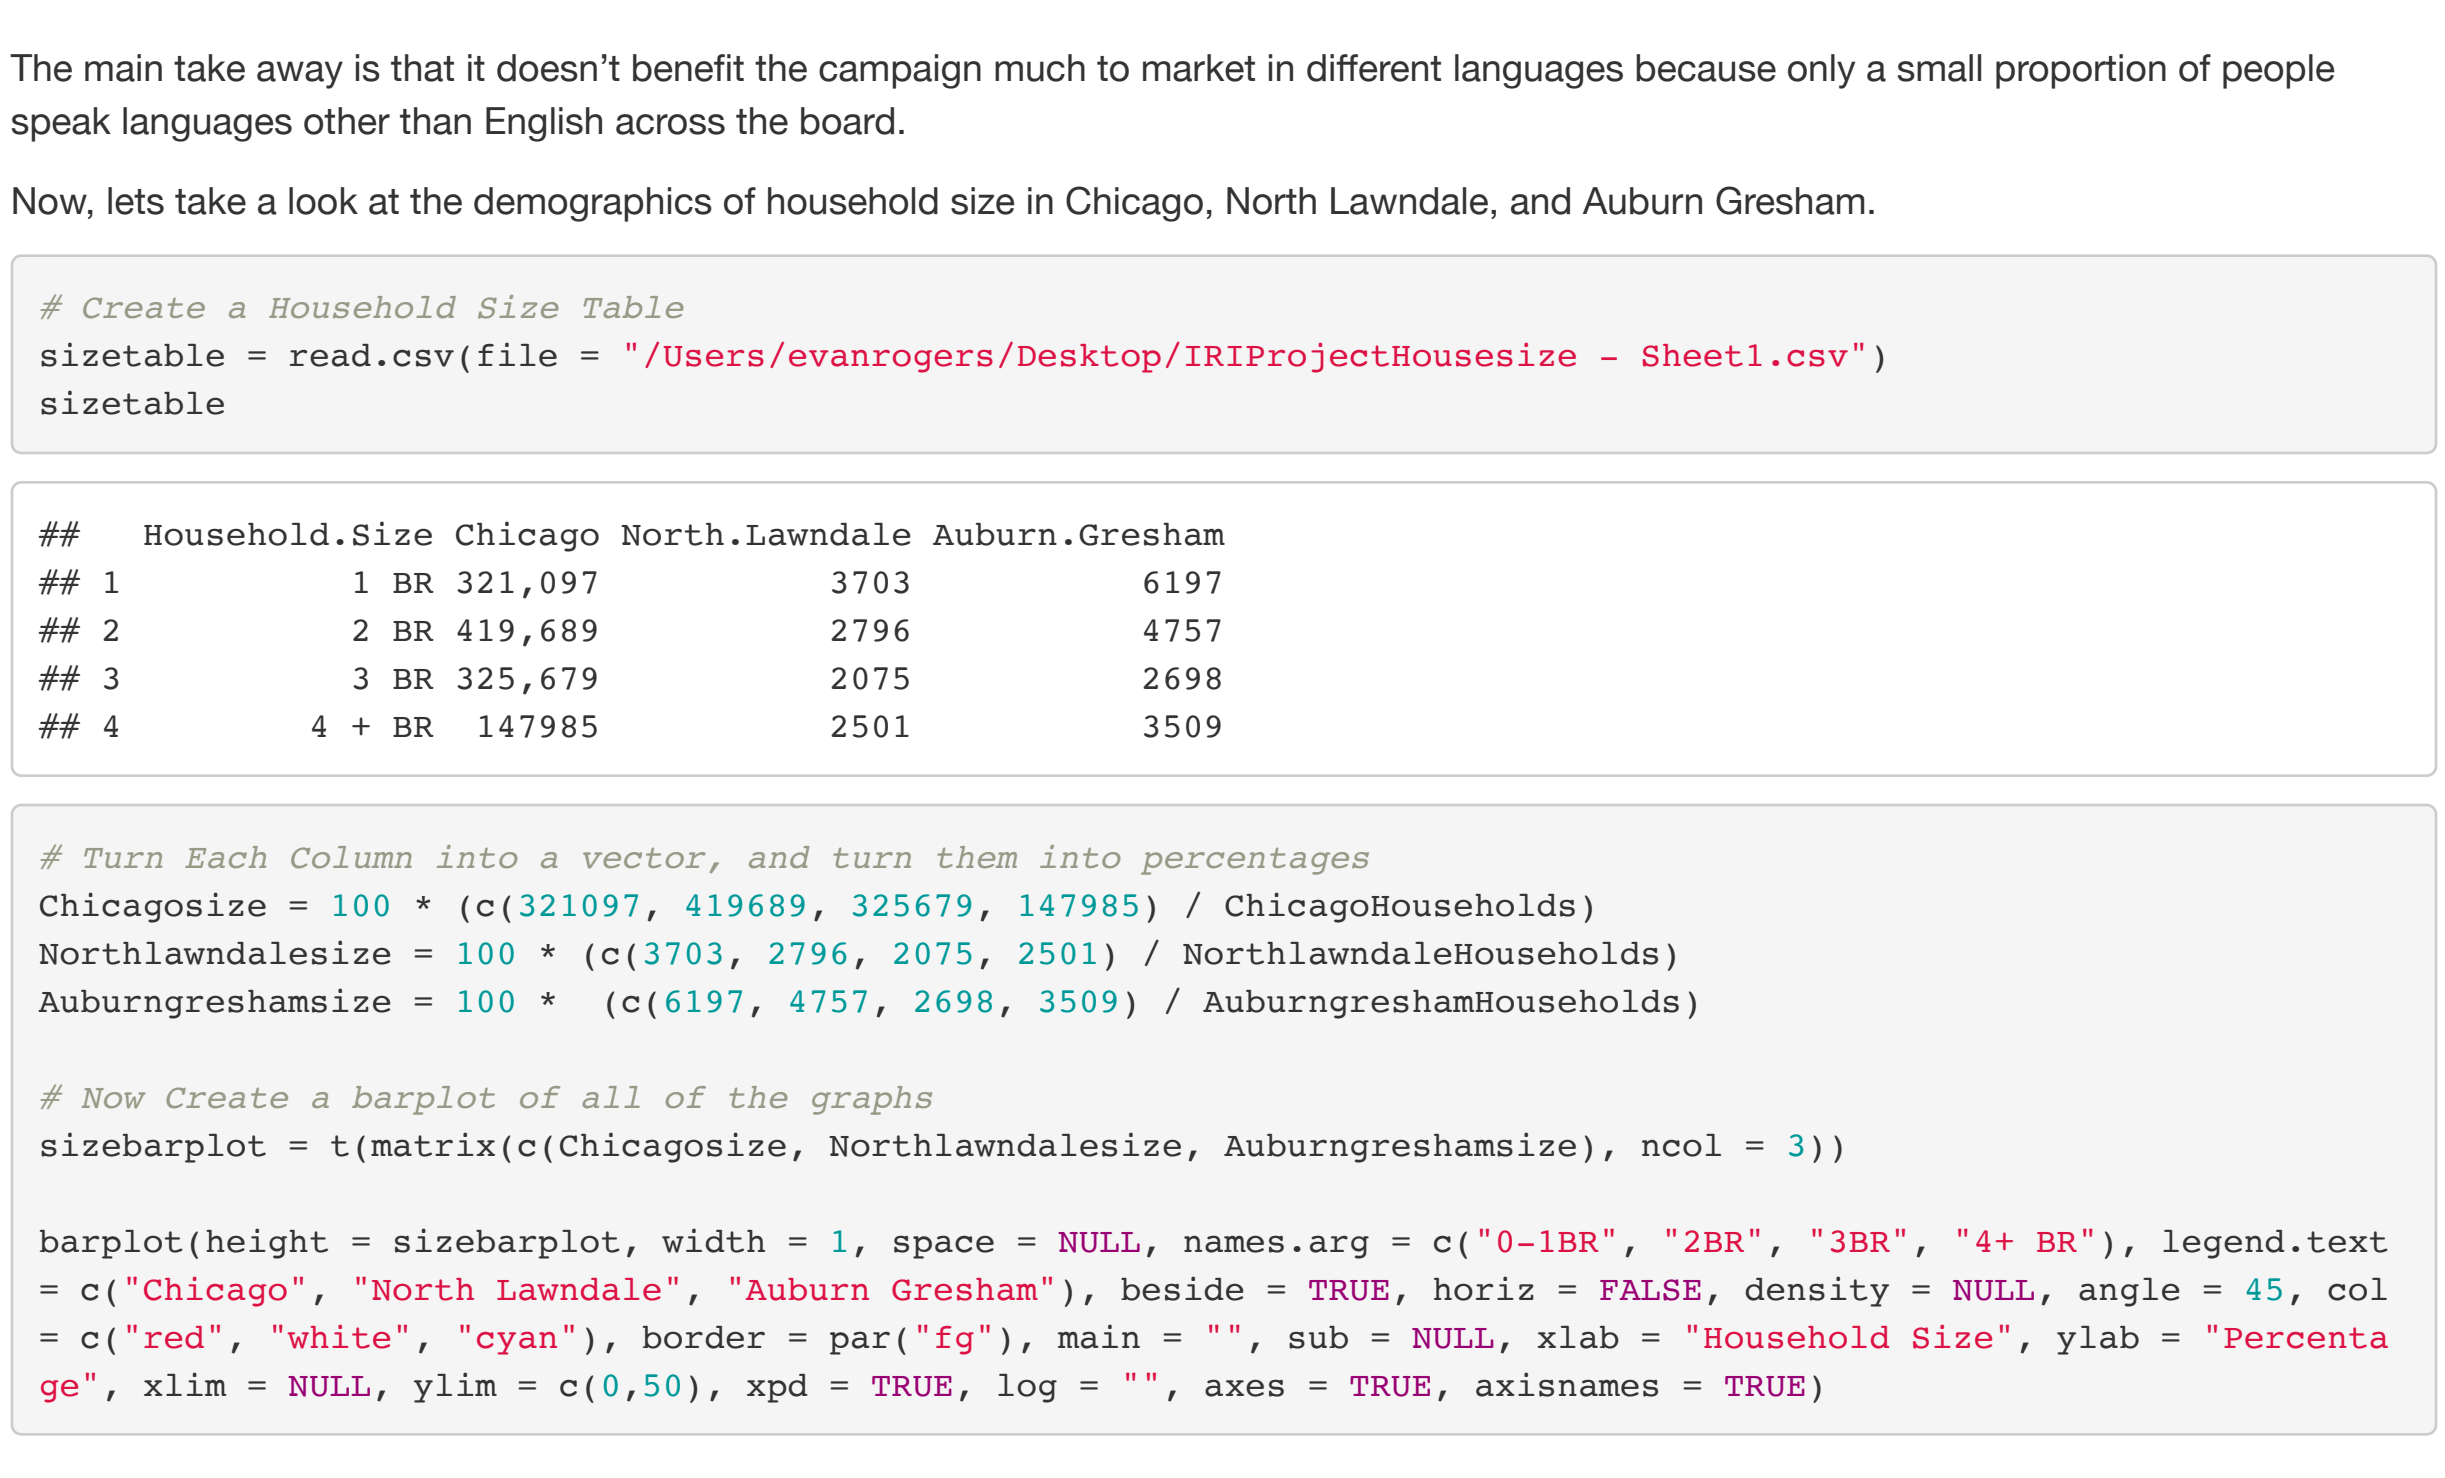 The main take away is that it doesn’t benefit the campaign much to market in different languages because only a small proportion of people
speak languages other than English across the board.
Now, lets take a look at the demographics of household size in Chicago, North Lawndale, and Auburn Gresham.
# Create a Household Size Table
sizetable = read.csv(file = "/Users/evanrogers/Desktop/IRIProjectHousesize - Sheet1.csv")
sizetable
##   Household.Size Chicago North.Lawndale Auburn.Gresham
## 1           1 BR 321,097           3703           6197
## 2           2 BR 419,689           2796           4757
## 3           3 BR 325,679           2075           2698
## 4         4 + BR  147985           2501           3509
# Turn Each Column into a vector, and turn them into percentages
Chicagosize = 100 * (c(321097, 419689, 325679, 147985) / ChicagoHouseholds)
Northlawndalesize = 100 * (c(3703, 2796, 2075, 2501) / NorthlawndaleHouseholds)
Auburngreshamsize = 100 *  (c(6197, 4757, 2698, 3509) / AuburngreshamHouseholds)
# Now Create a barplot of all of the graphs
sizebarplot = t(matrix(c(Chicagosize, Northlawndalesize, Auburngreshamsize), ncol = 3))
barplot(height = sizebarplot, width = 1, space = NULL, names.arg = c("0-1BR", "2BR", "3BR", "4+ BR"), legend.text
= c("Chicago", "North Lawndale", "Auburn Gresham"), beside = TRUE, horiz = FALSE, density = NULL, angle = 45, col
= c("red", "white", "cyan"), border = par("fg"), main = "", sub = NULL, xlab = "Household Size", ylab = "Percenta
ge", xlim = NULL, ylim = c(0,50), xpd = TRUE, log = "", axes = TRUE, axisnames = TRUE)